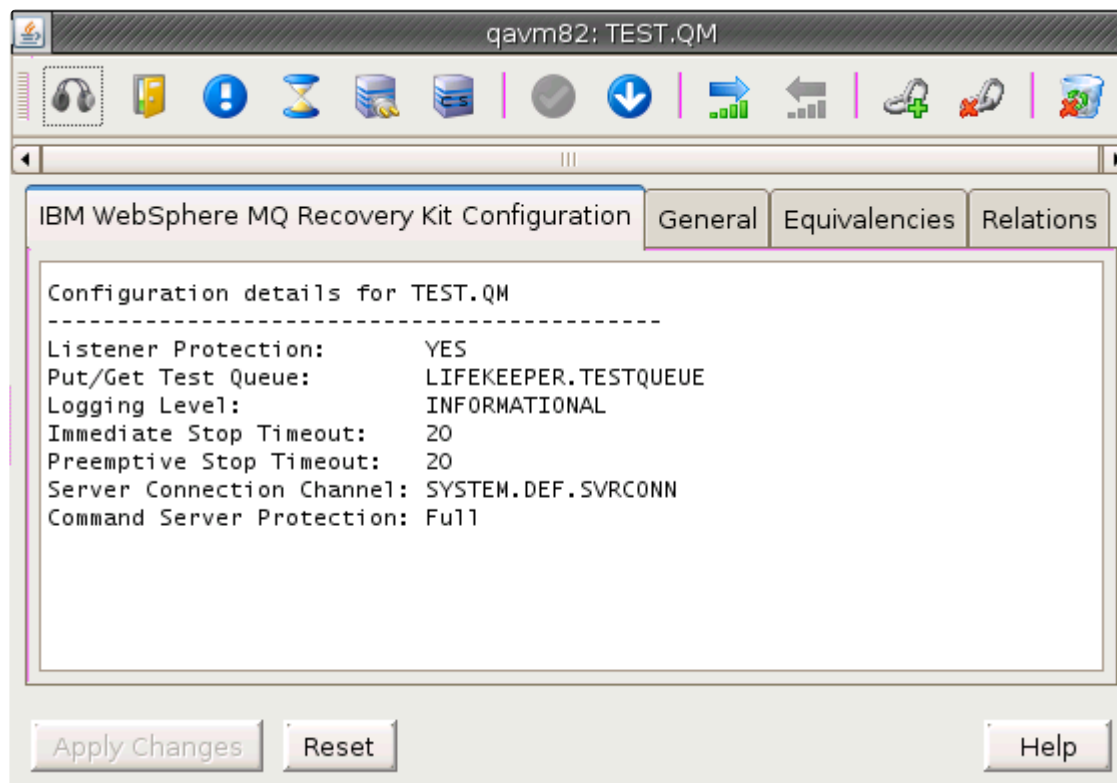 qavm82: TEST.QM
CS
IBM WebSphere MQ Recovery Kit Configuration General Equivalencies Relations
Configuration details for TEST.QM
--------------------------------------------
Listener Protection: YES
Put/Get Test Queue: LIFEKEEPER.TESTQUEUE
Logging Level: INFORMATIONAL
Immediate Stop Timeout: 20
Preemptive Stop Timeout: 20
Server Connection Channel: SYSTEM.DEF.SVRCONN
Command Server Protection: Full
Apply Changes Reset Help